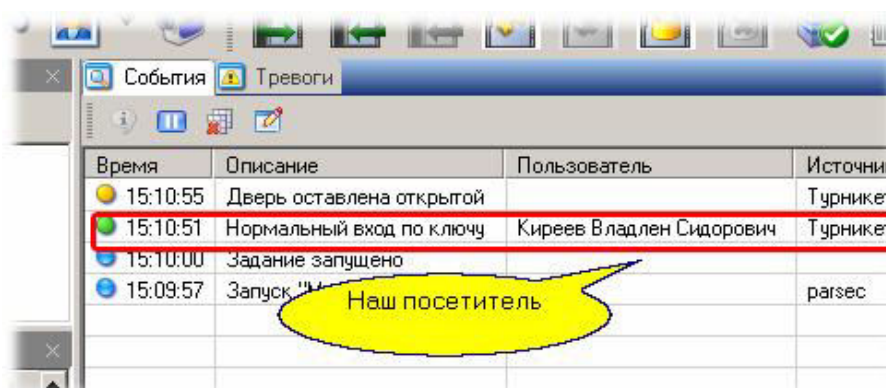 События Тревоги
Время Описание Пользователь
15:10:55 Дверь оставлена открытой
15:10:51 Нормальный вход по ключу Киреев Владлен Сидорович
15:10:00 Задание запущено
15:09:57 Запуск parsec
Наш посетитель